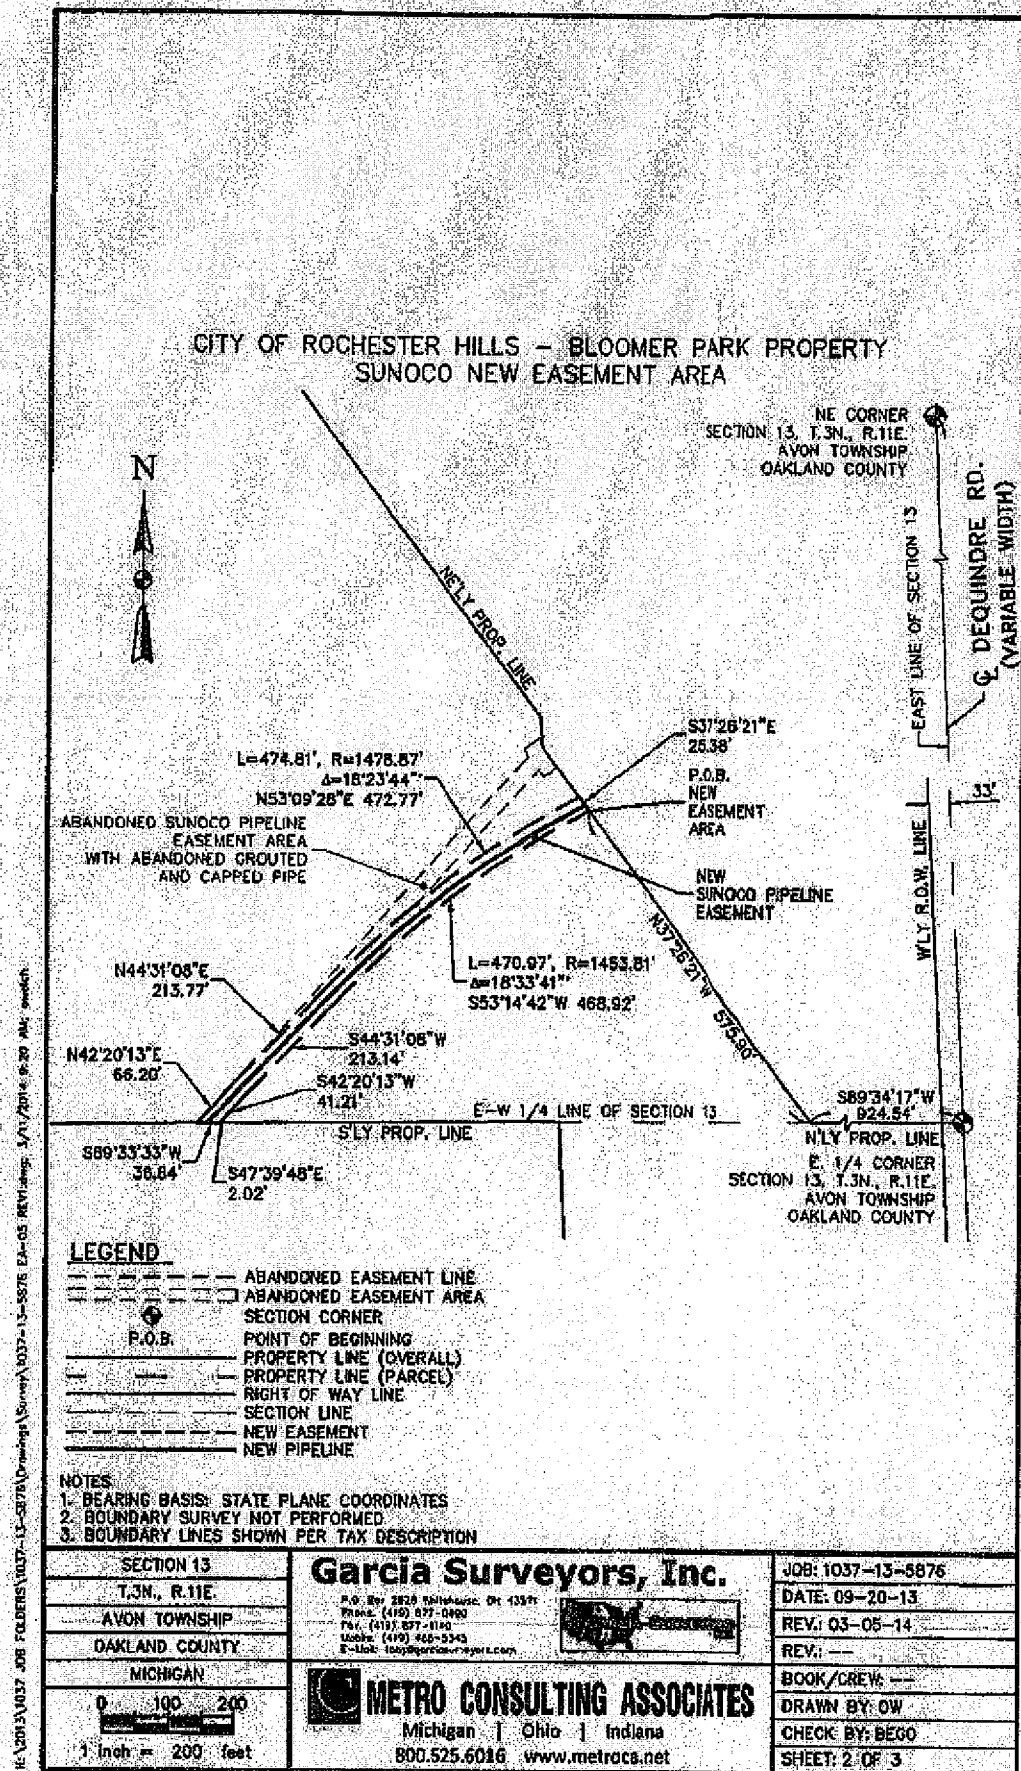 CITY OF ROCHESTER HILLS – BLOOMER PARK PROPERTY
SUNOCO NEW EASEMENT AREA
NE CORNER
SECTION 13, T.3N., R.11E.
AVON TOWNSHIP
OAKLAND COUNTY
N
EAST LINE OF SECTION 13
℄ DEQUINDRE RD.
(VARIABLE WIDTH)
NE'LY PROP. LINE
S37°26'21"E
25.38'
L=474.81', R=1478.87'
Δ=18°23'44"
N53°09'28"E 472.77'
P.O.B.
NEW
EASEMENT
AREA
33'
ABANDONED SUNOCO PIPELINE
EASEMENT AREA
WITH ABANDONED GROUTED
AND CAPPED PIPE
NEW
SUNOCO PIPELINE
EASEMENT
WLY R.O.W. LINE
N37°26'21"W
575.90'
L=470.97', R=1453.81'
Δ=18°33'41"
S53°14'42"W 468.92'
N44°31'08"E
213.77'
S44°31'08"W
213.14'
N42°20'13"E
66.20'
S42°20'13"W
41.21'
E-W 1/4 LINE OF SECTION 13
S89°34'17"W
924.54'
S'LY PROP. LINE
N'LY PROP. LINE
S89°33'33"W
36.84'
S47°39'48"E
2.02'
E. 1/4 CORNER
SECTION 13, T.3N., R.11E.
AVON TOWNSHIP
OAKLAND COUNTY
LEGEND
ABANDONED EASEMENT LINE
ABANDONED EASEMENT AREA
SECTION CORNER
P.O.B. POINT OF BEGINNING
PROPERTY LINE (OVERALL)
PROPERTY LINE (PARCEL)
RIGHT OF WAY LINE
SECTION LINE
NEW EASEMENT
NEW PIPELINE
NOTES
1. BEARING BASIS: STATE PLANE COORDINATES
2. BOUNDARY SURVEY NOT PERFORMED
3. BOUNDARY LINES SHOWN PER TAX DESCRIPTION
SECTION 13
T.3N., R.11E.
AVON TOWNSHIP
OAKLAND COUNTY
MICHIGAN
0 100 200
1 inch = 200 feet
Garcia Surveyors, Inc.
P.O. Box 2628 Whitehouse, OH 43571
Phone. (419) 877-0400
METRO CONSULTING ASSOCIATES
Michigan | Ohio | Indiana
800.525.6016 www.metroca.net
JOB: 1037-13-5876
DATE: 09-20-13
REV.: 03-05-14
REV.: --
BOOK/CREW: --
DRAWN BY: OW
CHECK BY: BEGO
SHEET: 2 OF 3